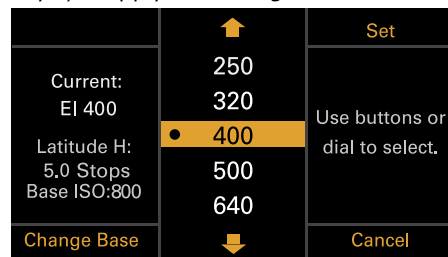 Set
Current:
EI 400
Latitude H:
5.0 Stops
Base ISO:800
Change Base
250
320
400
500
640
Use buttons or
dial to select.
Cancel